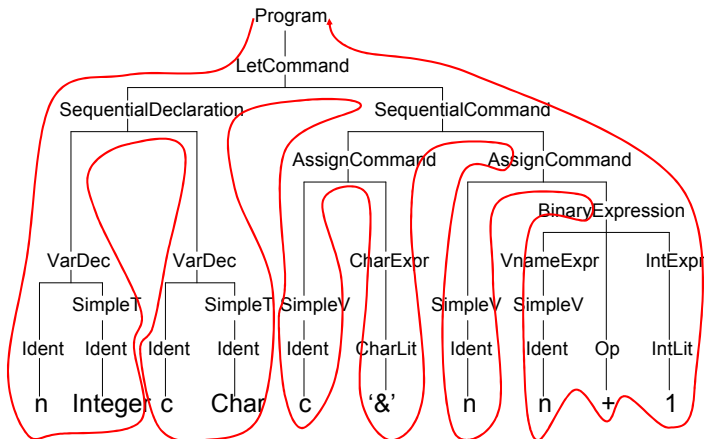 Program
LetCommand
SequentialDeclaration SequentialCommand
AssignCommand AssignCommand
BinaryExpression
VarDec VarDec CharExpr VnameExpr IntExpr
SimpleT SimpleT SimpleV SimpleV SimpleV
Ident Ident Ident Ident Ident CharLit Ident Ident Op IntLit
n Integer c Char c ‘&’ n n + 1